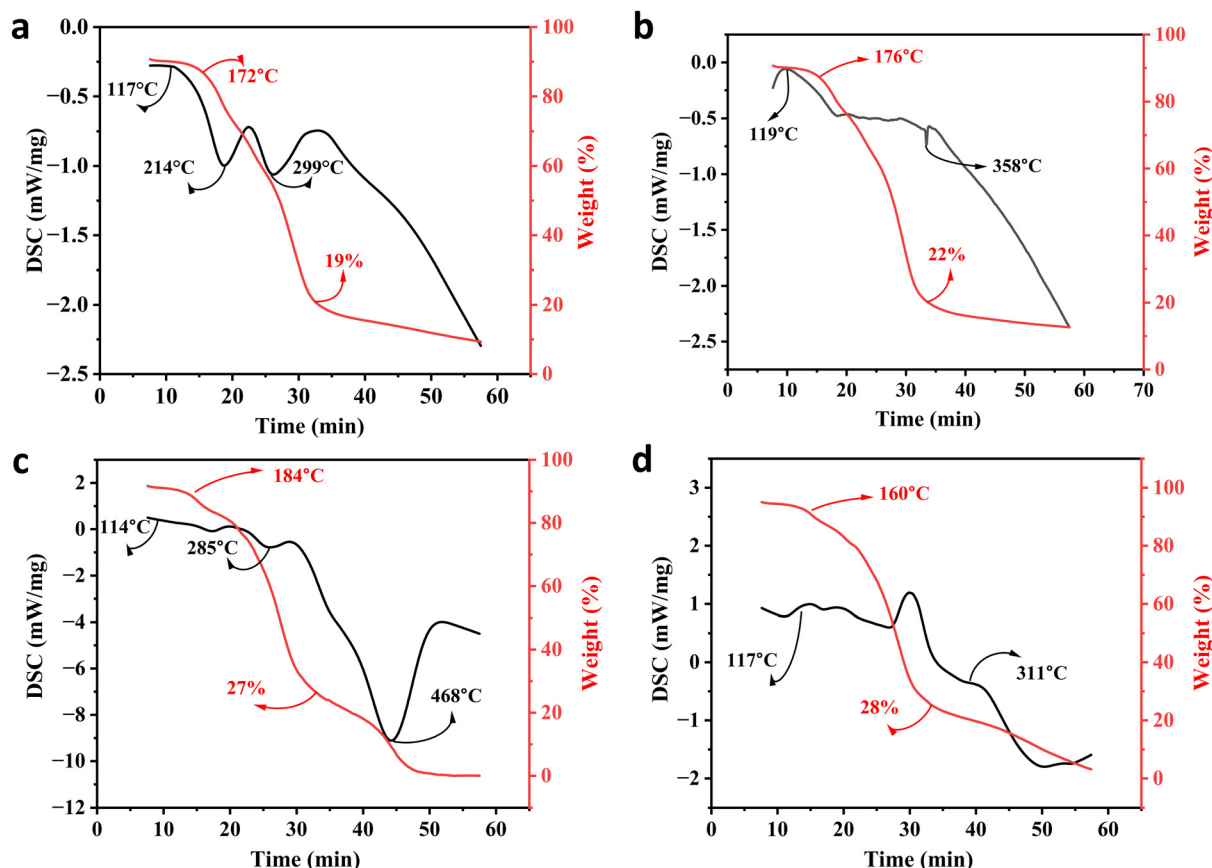 a
DSC (mW/mg)
0.0
−0.5
−1.0
−1.5
−2.0
−2.5
117°C
172°C
214°C
299°C
19%
100
80
60
40
20
0
Weight (%)
0 10 20 30 40 50 60
Time (min)
b
DSC (mW/mg)
0.0
−0.5
−1.0
−1.5
−2.0
−2.5
176°C
119°C
358°C
22%
100
80
60
40
20
0
Weight (%)
0 10 20 30 40 50 60 70
Time (min)
c
DSC (mW/mg)
2
0
−2
−4
−6
−8
−10
−12
184°C
114°C
285°C
27%
468°C
100
80
60
40
20
0
Weight (%)
0 10 20 30 40 50 60
Time (min)
d
DSC (mW/mg)
3
2
1
0
−1
−2
160°C
117°C
311°C
28%
100
80
60
40
20
0
Weight (%)
0 10 20 30 40 50 60
Time (min)